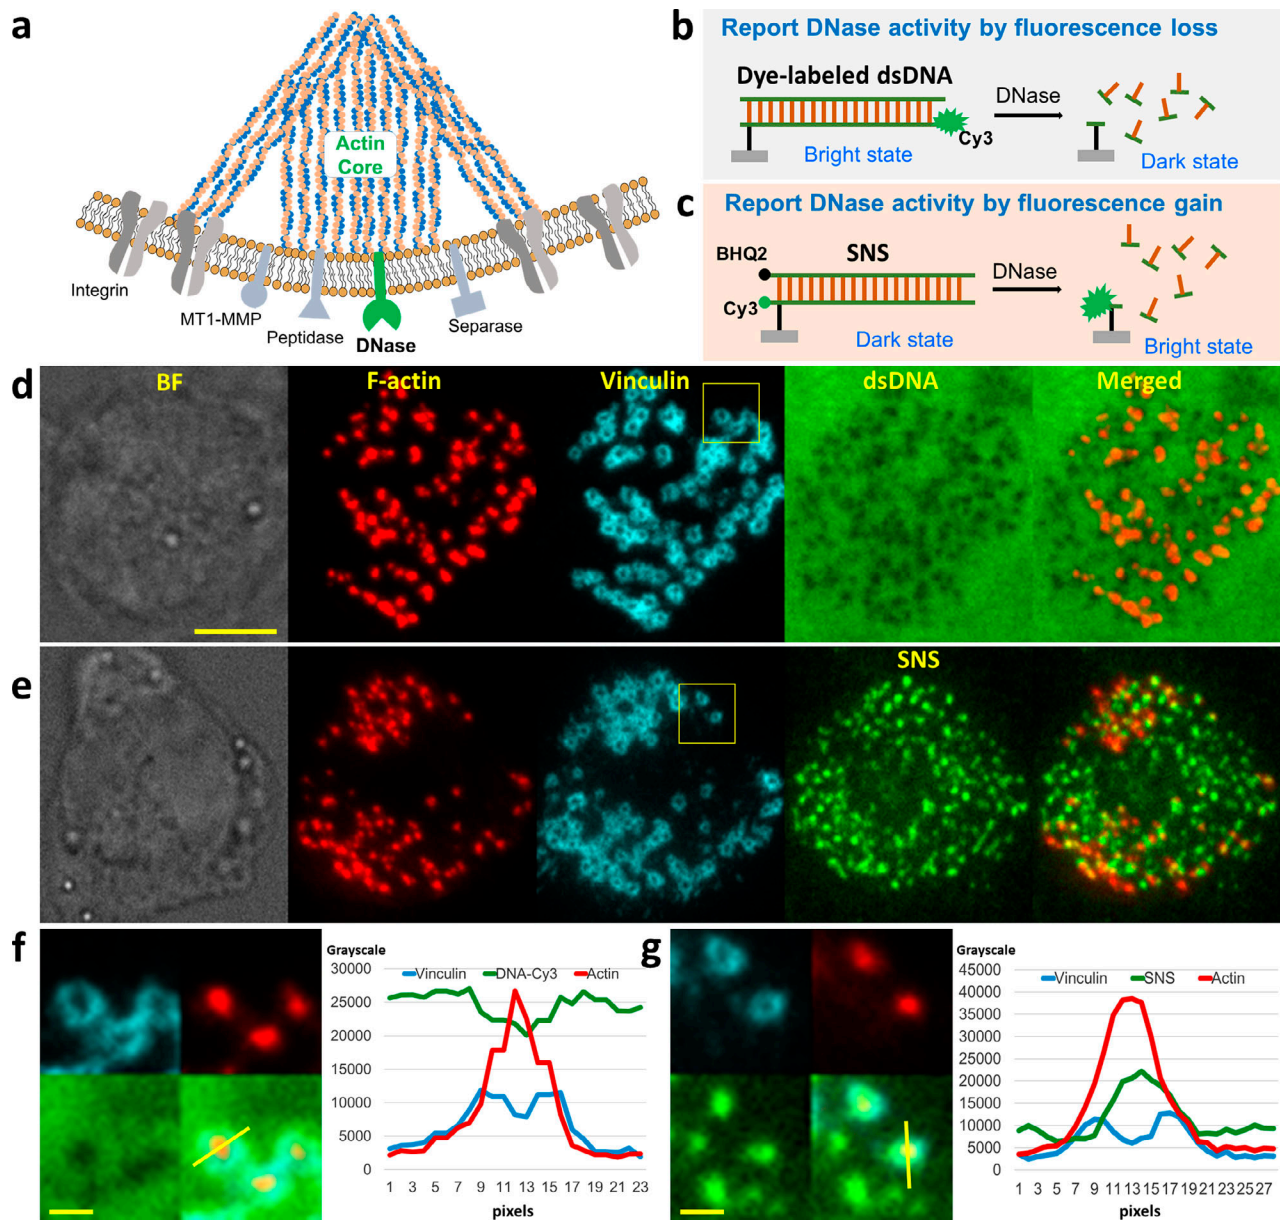 a
Actin
Core
Integrin
MT1-MMP
Peptidase
DNase
Separase
b Report DNase activity by fluorescence loss
Dye-labeled dsDNA
DNase
Cy3
Bright state
Dark state
c Report DNase activity by fluorescence gain
BHQ2
SNS
DNase
Cy3
Dark state
Bright state
d BF F-actin Vinculin dsDNA Merged
e SNS
f
Grayscale
30000
25000
20000
15000
10000
5000
0
Vinculin DNA-Cy3 Actin
1 3 5 7 9 11 13 15 17 19 21 23
pixels
g
Grayscale
45000
40000
35000
30000
25000
20000
15000
10000
5000
0
Vinculin SNS Actin
1 3 5 7 9 11 13 15 17 19 21 23 25 27
pixels